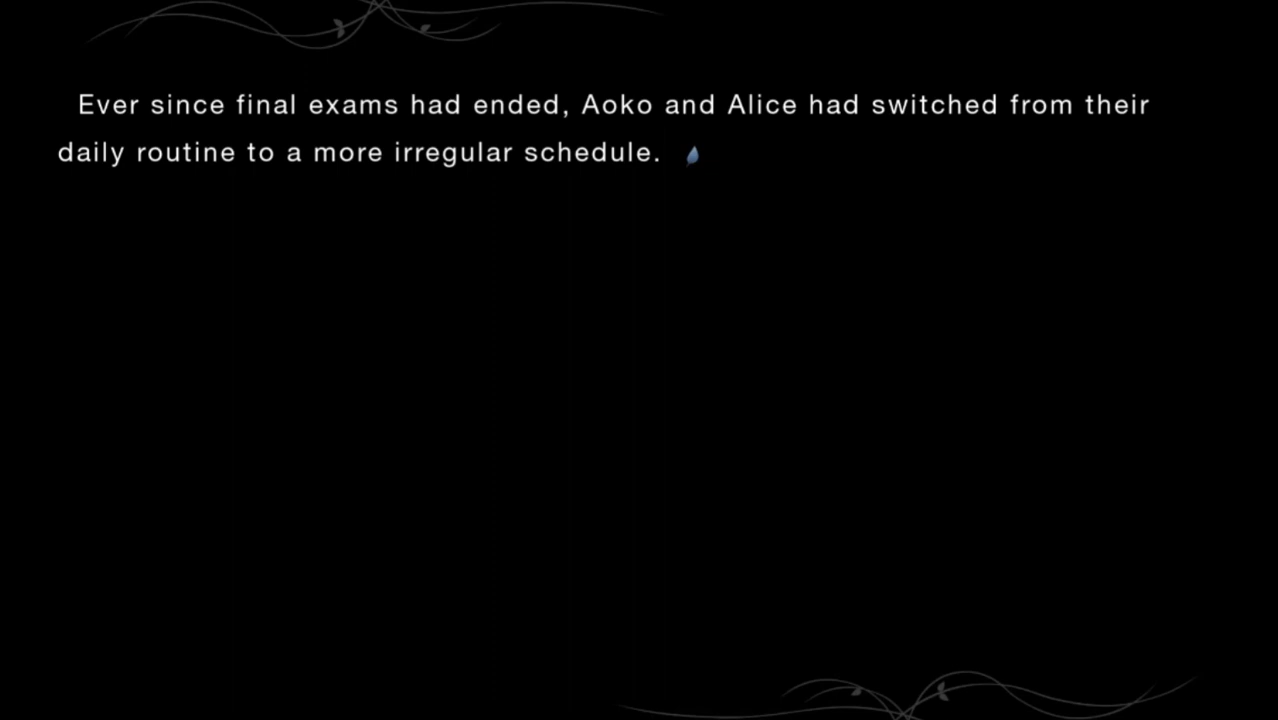 Ever since final exams had ended, Aoko and Alice had switched from their
daily routine to a more irregular schedule.